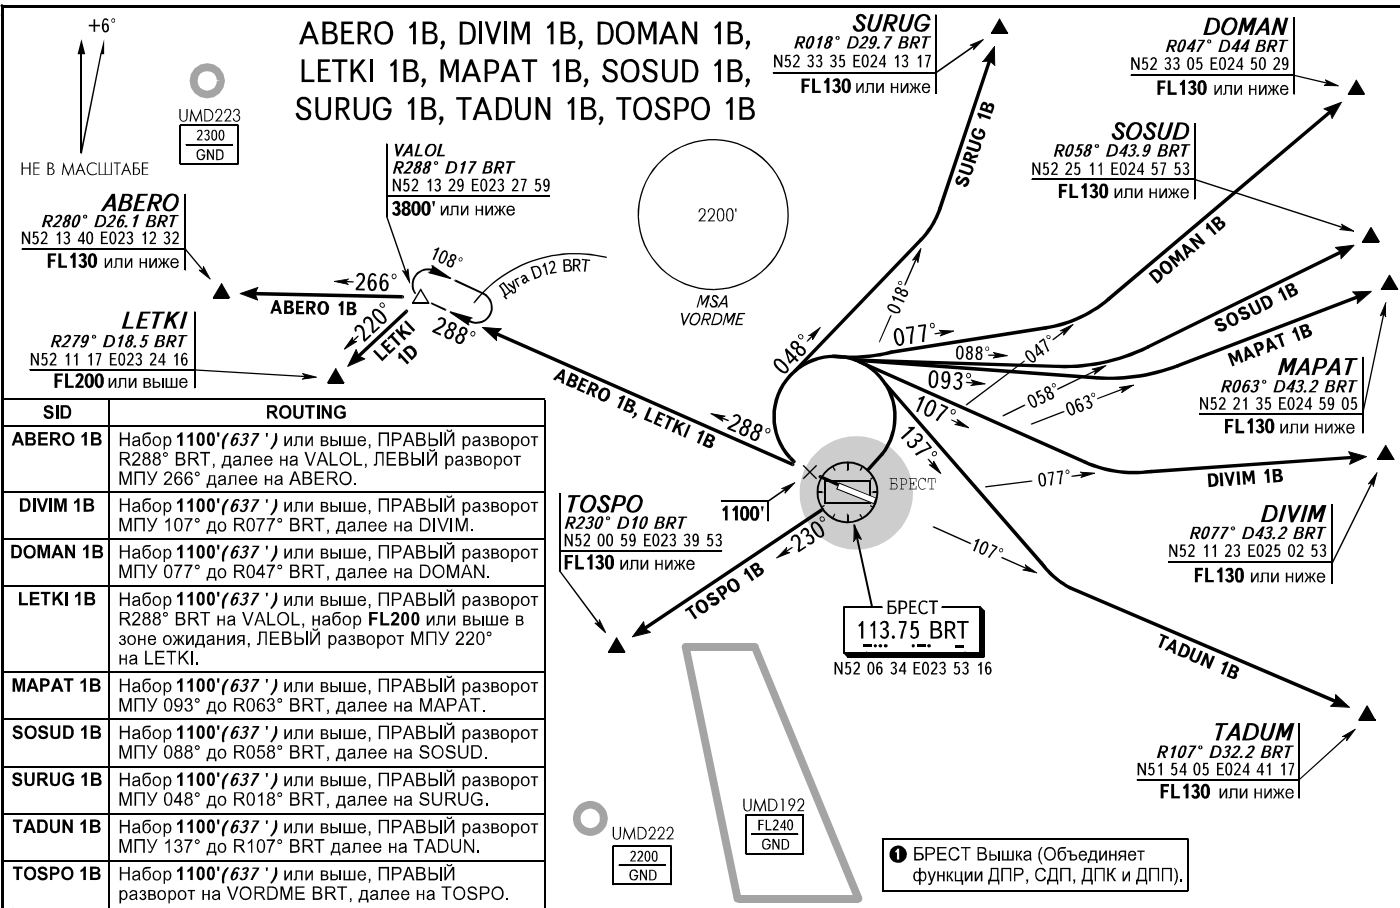 +6°
НЕ В МАСШТАБЕ
UMD223
2300
GND
ABERO 1B, DIVIM 1B, DOMAN 1B,
LETKI 1B, MAPAT 1B, SOSUD 1B,
SURUG 1B, TADUN 1B, TOSPO 1B
SURUG
R018° D29.7 BRT
N52 33 35 E024 13 17
FL130 или ниже
DOMAN
R047° D44 BRT
N52 33 05 E024 50 29
FL130 или ниже
SOSUD
R058° D43.9 BRT
N52 25 11 E024 57 53
FL130 или ниже
VALOL
R288° D17 BRT
N52 13 29 E023 27 59
3800' или ниже
2200'
MSA
VORDME
ABERO
R280° D26.1 BRT
N52 13 40 E023 12 32
FL130 или ниже
LETKI
R279° D18.5 BRT
N52 11 17 E023 24 16
FL200 или выше
108°
Дуга D12 BRT
266°
ABERO 1B
220°
LETKI
1D
288°
ABERO 1B, LETKI 1B
288°
048°
SURUG 1B
018°
077°
DOMAN 1B
047°
088°
SOSUD 1B
058°
093°
MAPAT 1B
063°
107°
DIVIM 1B
077°
137°
107°
TADUN 1B
MAPAT
R063° D43.2 BRT
N52 21 35 E024 59 05
FL130 или ниже
DIVIM
R077° D43.2 BRT
N52 11 23 E025 02 53
FL130 или ниже
TADUM
R107° D32.2 BRT
N51 54 05 E024 41 17
FL130 или ниже
TOSPO
R230° D10 BRT
N52 00 59 E023 39 53
FL130 или ниже
1100'
БРЕСТ
230°
TOSPO 1B
БРЕСТ
113.75 BRT
N52 06 34 E023 53 16
SID ROUTING
ABERO 1B Набор 1100'(637 ') или выше, ПРАВЫЙ разворот
R288° BRT, далее на VALOL, ЛЕВЫЙ разворот
МПУ 266° далее на ABERO.
DIVIM 1B Набор 1100'(637 ') или выше, ПРАВЫЙ разворот
МПУ 107° до R077° BRT, далее на DIVIM.
DOMAN 1B Набор 1100'(637 ') или выше, ПРАВЫЙ разворот
МПУ 077° до R047° BRT, далее на DOMAN.
LETKI 1B Набор 1100'(637 ') или выше, ПРАВЫЙ разворот
R288° BRT на VALOL, набор FL200 или выше в
зоне ожидания, ЛЕВЫЙ разворот МПУ 220°
на LETKI.
MAPAT 1B Набор 1100'(637 ') или выше, ПРАВЫЙ разворот
МПУ 093° до R063° BRT, далее на MAPAT.
SOSUD 1B Набор 1100'(637 ') или выше, ПРАВЫЙ разворот
МПУ 088° до R058° BRT, далее на SOSUD.
SURUG 1B Набор 1100'(637 ') или выше, ПРАВЫЙ разворот
МПУ 048° до R018° BRT, далее на SURUG.
TADUN 1B Набор 1100'(637 ') или выше, ПРАВЫЙ разворот
МПУ 137° до R107° BRT далее на TADUN.
TOSPO 1B Набор 1100'(637 ') или выше, ПРАВЫЙ
разворот на VORDME BRT, далее на TOSPO.
UMD222
2200
GND
UMD192
FL240
GND
❶ БРЕСТ Вышка (Объединяет
функции ДПР, СДП, ДПК и ДПП).